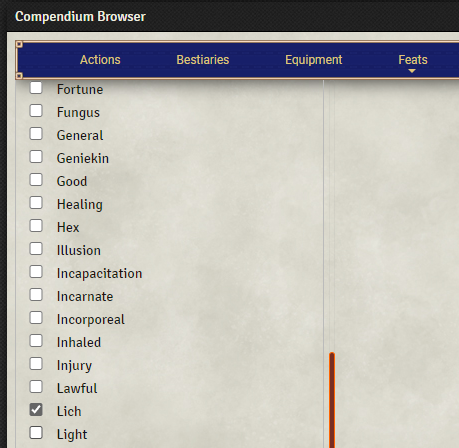 Compendium Browser
Actions Bestiaries Equipment Feats
Fortune
Fungus
General
Geniekin
Good
Healing
Hex
Illusion
Incapacitation
Incarnate
Incorporeal
Inhaled
Injury
Lawful
Lich
Light